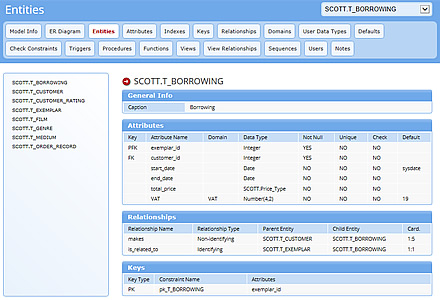 Entities
SCOTT.T_BORROWING
Model Info ER Diagram Entities Attributes Indexes Keys Relationships Domains User Data Types Defaults
Check Constraints Triggers Procedures Functions Views View Relationships Sequences Users Notes
SCOTT.T_BORROWING
SCOTT.T_CUSTOMER
SCOTT.T_CUSTOMER_RATING
SCOTT.T_EXEMPLAR
SCOTT.T_FILM
SCOTT.T_GENRE
SCOTT.T_MEDIUM
SCOTT.T_ORDER_RECORD
SCOTT.T_BORROWING
General Info
Caption Borrowing
Attributes
Key Attribute Name Domain Data Type Not Null Unique Check Default
PFK exemplar_id Integer YES NO NO
FK customer_id Integer YES NO NO
start_date Date NO NO NO sysdate
end_date Date NO NO NO
total_price SCOTT.Price_Type NO NO NO
VAT VAT Number(4,2) NO NO NO 19
Relationships
Relationship Name Relationship Type Parent Entity Child Entity Card.
makes Non-identifying SCOTT.T_CUSTOMER SCOTT.T_BORROWING 1:5
is_related_to Identifying SCOTT.T_EXEMPLAR SCOTT.T_BORROWING 1:1
Keys
Key Type Constraint Name Attributes
PK pk_T_BORROWING exemplar_id